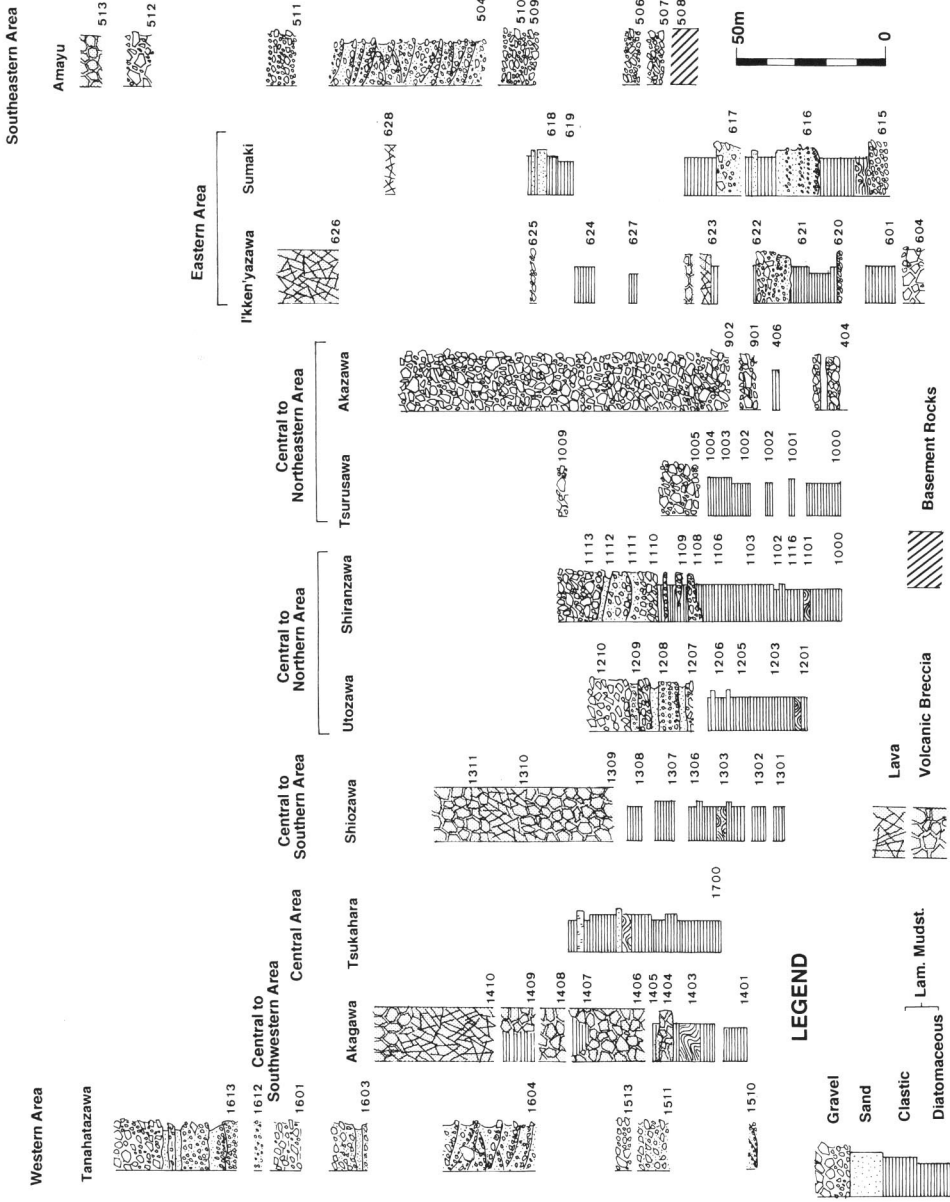 Southeastern Area
Amayu
513
512
511
504
510
509
506
507
508
50m
0
Eastern Area
Sumaki
628
618
619
617
616
615
I'kken'yazawa
626
625
624
627
623
622
621
620
601
604
Central to
Northeastern Area
Akazawa
902
901
406
404
Tsurusawa
1009
1005
1004
1003
1002
1002
1001
1000
Central to
Northern Area
Shiranzawa
1113
1112
1111
1110
1109
1108
1106
1103
1102
1116
1101
1000
Utozawa
1210
1209
1208
1207
1206
1205
1203
1201
Central to
Southern Area
Shiozawa
1311
1310
1309
1308
1307
1306
1303
1302
1301
Central Area
Tsukahara
1700
Central to
Southwestern Area
Akagawa
1410
1409
1408
1407
1406
1405
1404
1403
1401
Western Area
Tanahatazawa
1613
1612
1601
1603
1604
1513
1511
1510
LEGEND
Gravel
Sand
Clastic
Diatomaceous
Lam. Mudst.
Lava
Volcanic Breccia
Basement Rocks